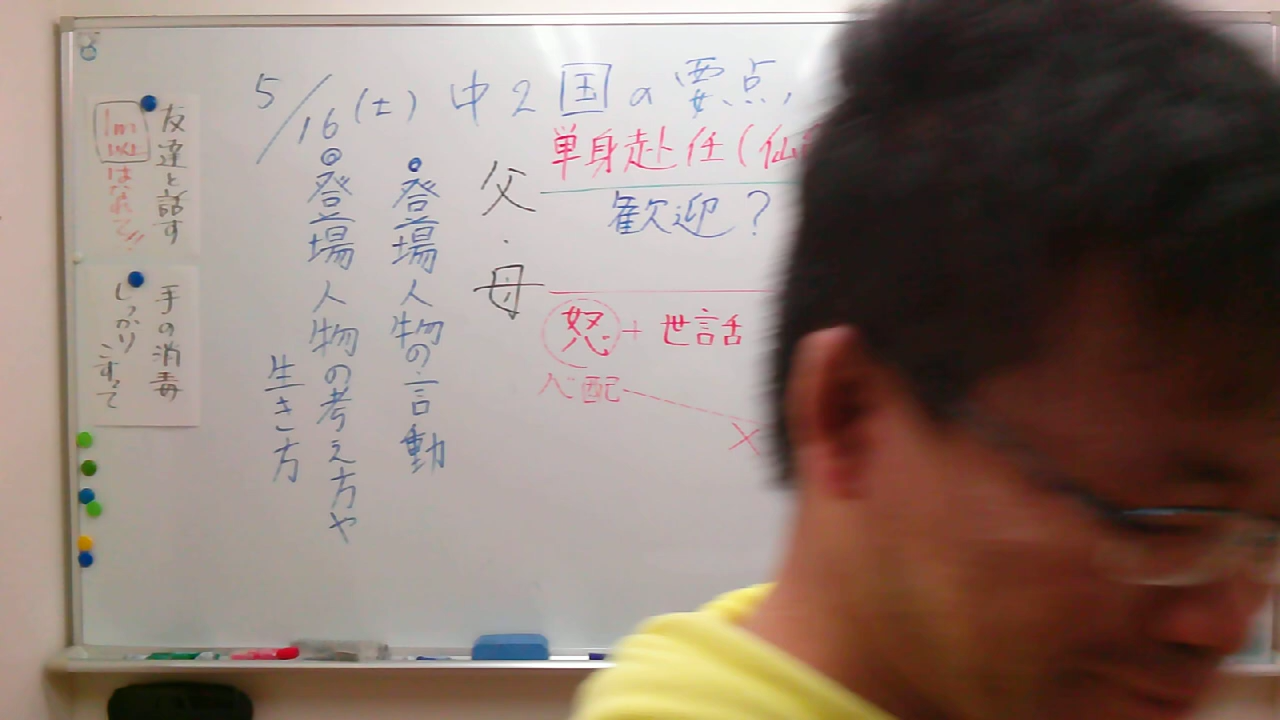 5/16(土) 中2 国の要点,
友達と話す
1m以上
はなれて!!
手の消毒
しっかり
こすって
単身赴任(仙
歓迎?
父・母
怒+世話
心配
×
・登場人物の言動
・登場人物の考え方や
生き方